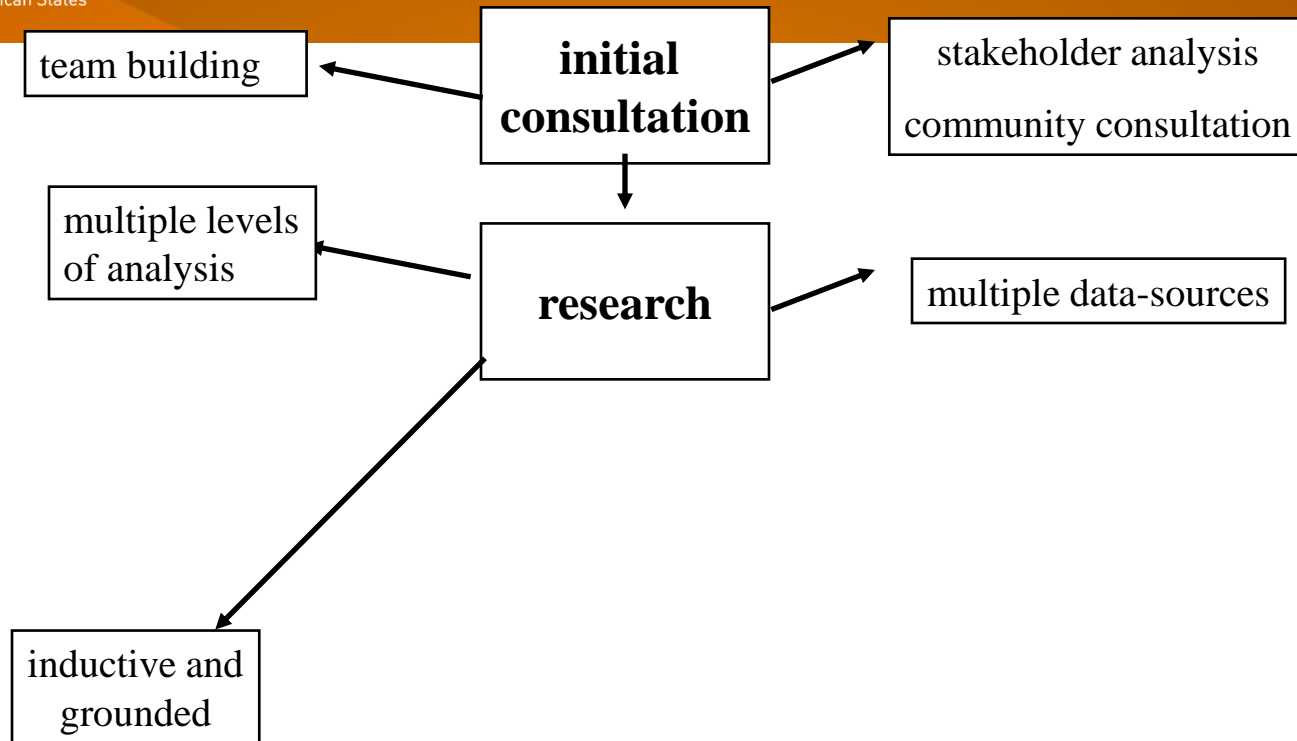 ican States
team building
initial
consultation
stakeholder analysis
community consultation
multiple levels
of analysis
research
multiple data-sources
inductive and
grounded